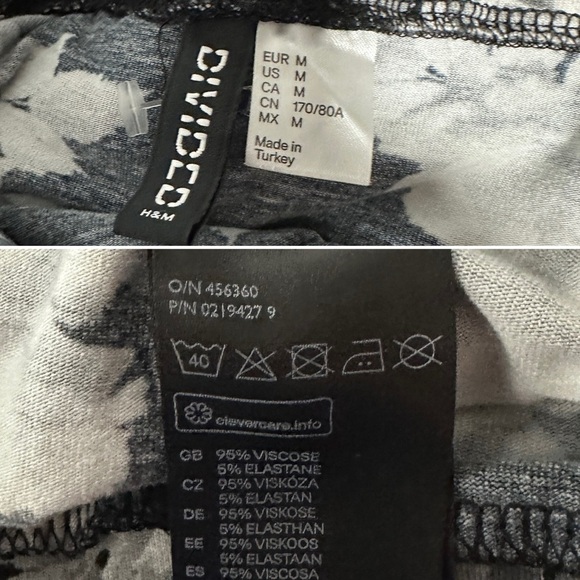 DIVIDED
H&M
EUR M
US M
CA M
CN 170/80A
MX M
Made in
Turkey
O/N 456360
P/N 0219427 9
40
clevercare.info
GB 95% VISCOSE
5% ELASTANE
CZ 95% VISKÓZA
5% ELASTAN
DE 95% VISKOSE
5% ELASTHAN
EE 95% VISKOOS
5% ELASTAAN
ES 95% VISCOSA